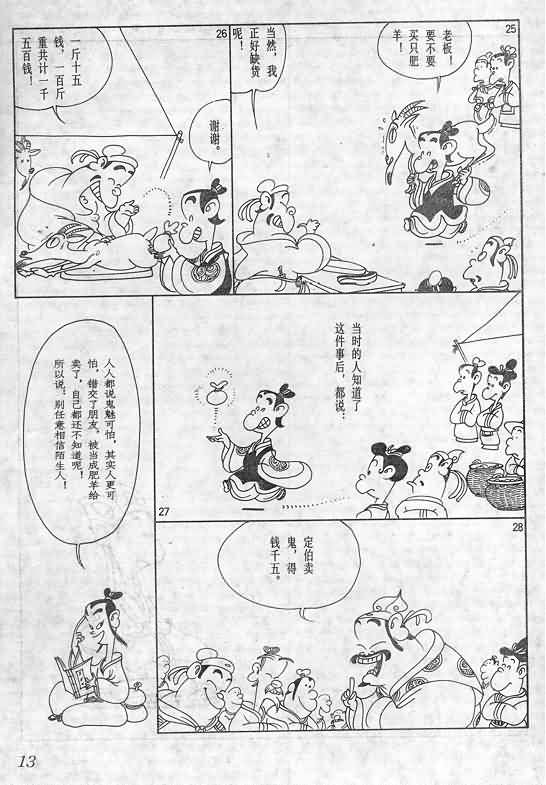 25
老板！
要不要
买只肥
羊！
当然，我
正好缺货
呢！
26
谢谢。
一斤十五
钱，一百斤
重共计一千
五百钱！
27
当时的人知道了
这件事后，都说…
28
定伯卖
鬼，得
钱千五。
人人都说鬼魅可怕，其实人更可
怕，错交了朋友，被当成肥羊给
卖了，自己都还不知道呢！
所以说：别任意相信陌生人！
13